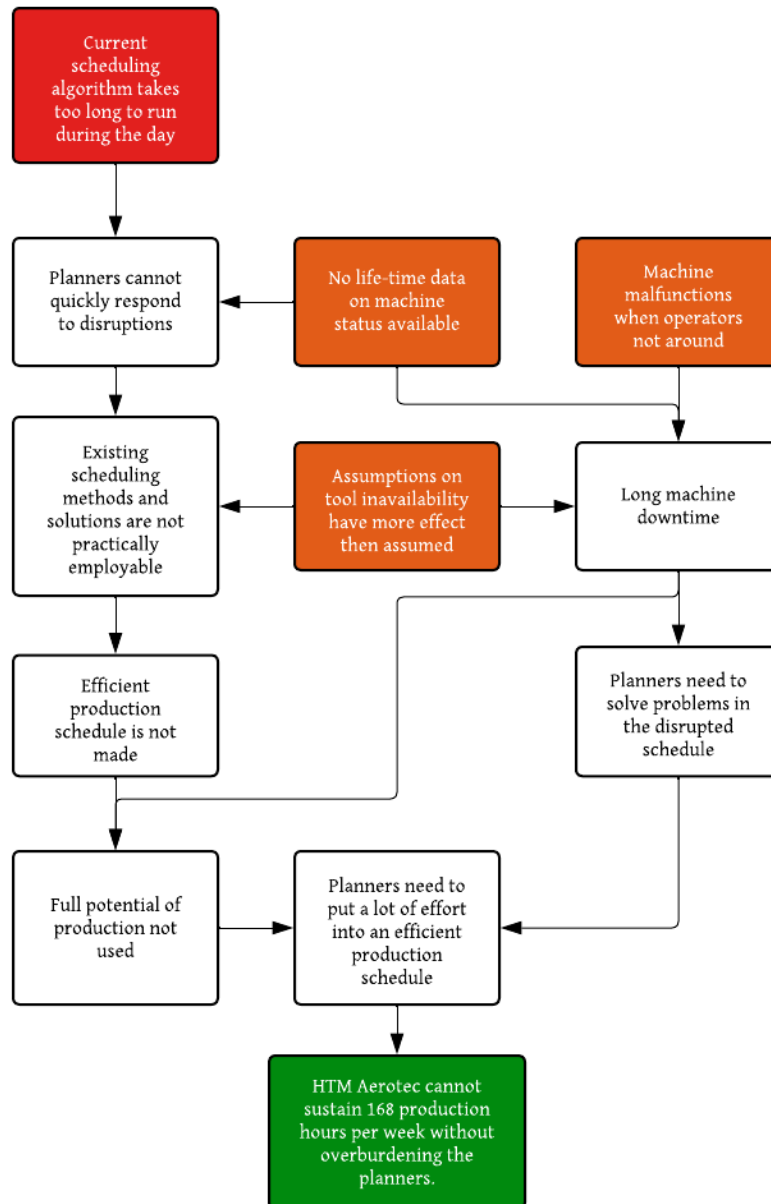 Current
scheduling
algorithm takes
too long to run
during the day
Planners cannot
quickly respond
to disruptions
No life-time data
on machine
status available
Machine
malfunctions
when operators
not around
Existing
scheduling
methods and
solutions are not
practically
employable
Assumptions on
tool inavailability
have more effect
then assumed
Long machine
downtime
Efficient
production
schedule is not
made
Planners need to
solve problems in
the disrupted
schedule
Full potential of
production not
used
Planners need to
put a lot of effort
into an efficient
production
schedule
HTM Aerotec cannot
sustain 168 production
hours per week without
overburdening the
planners.